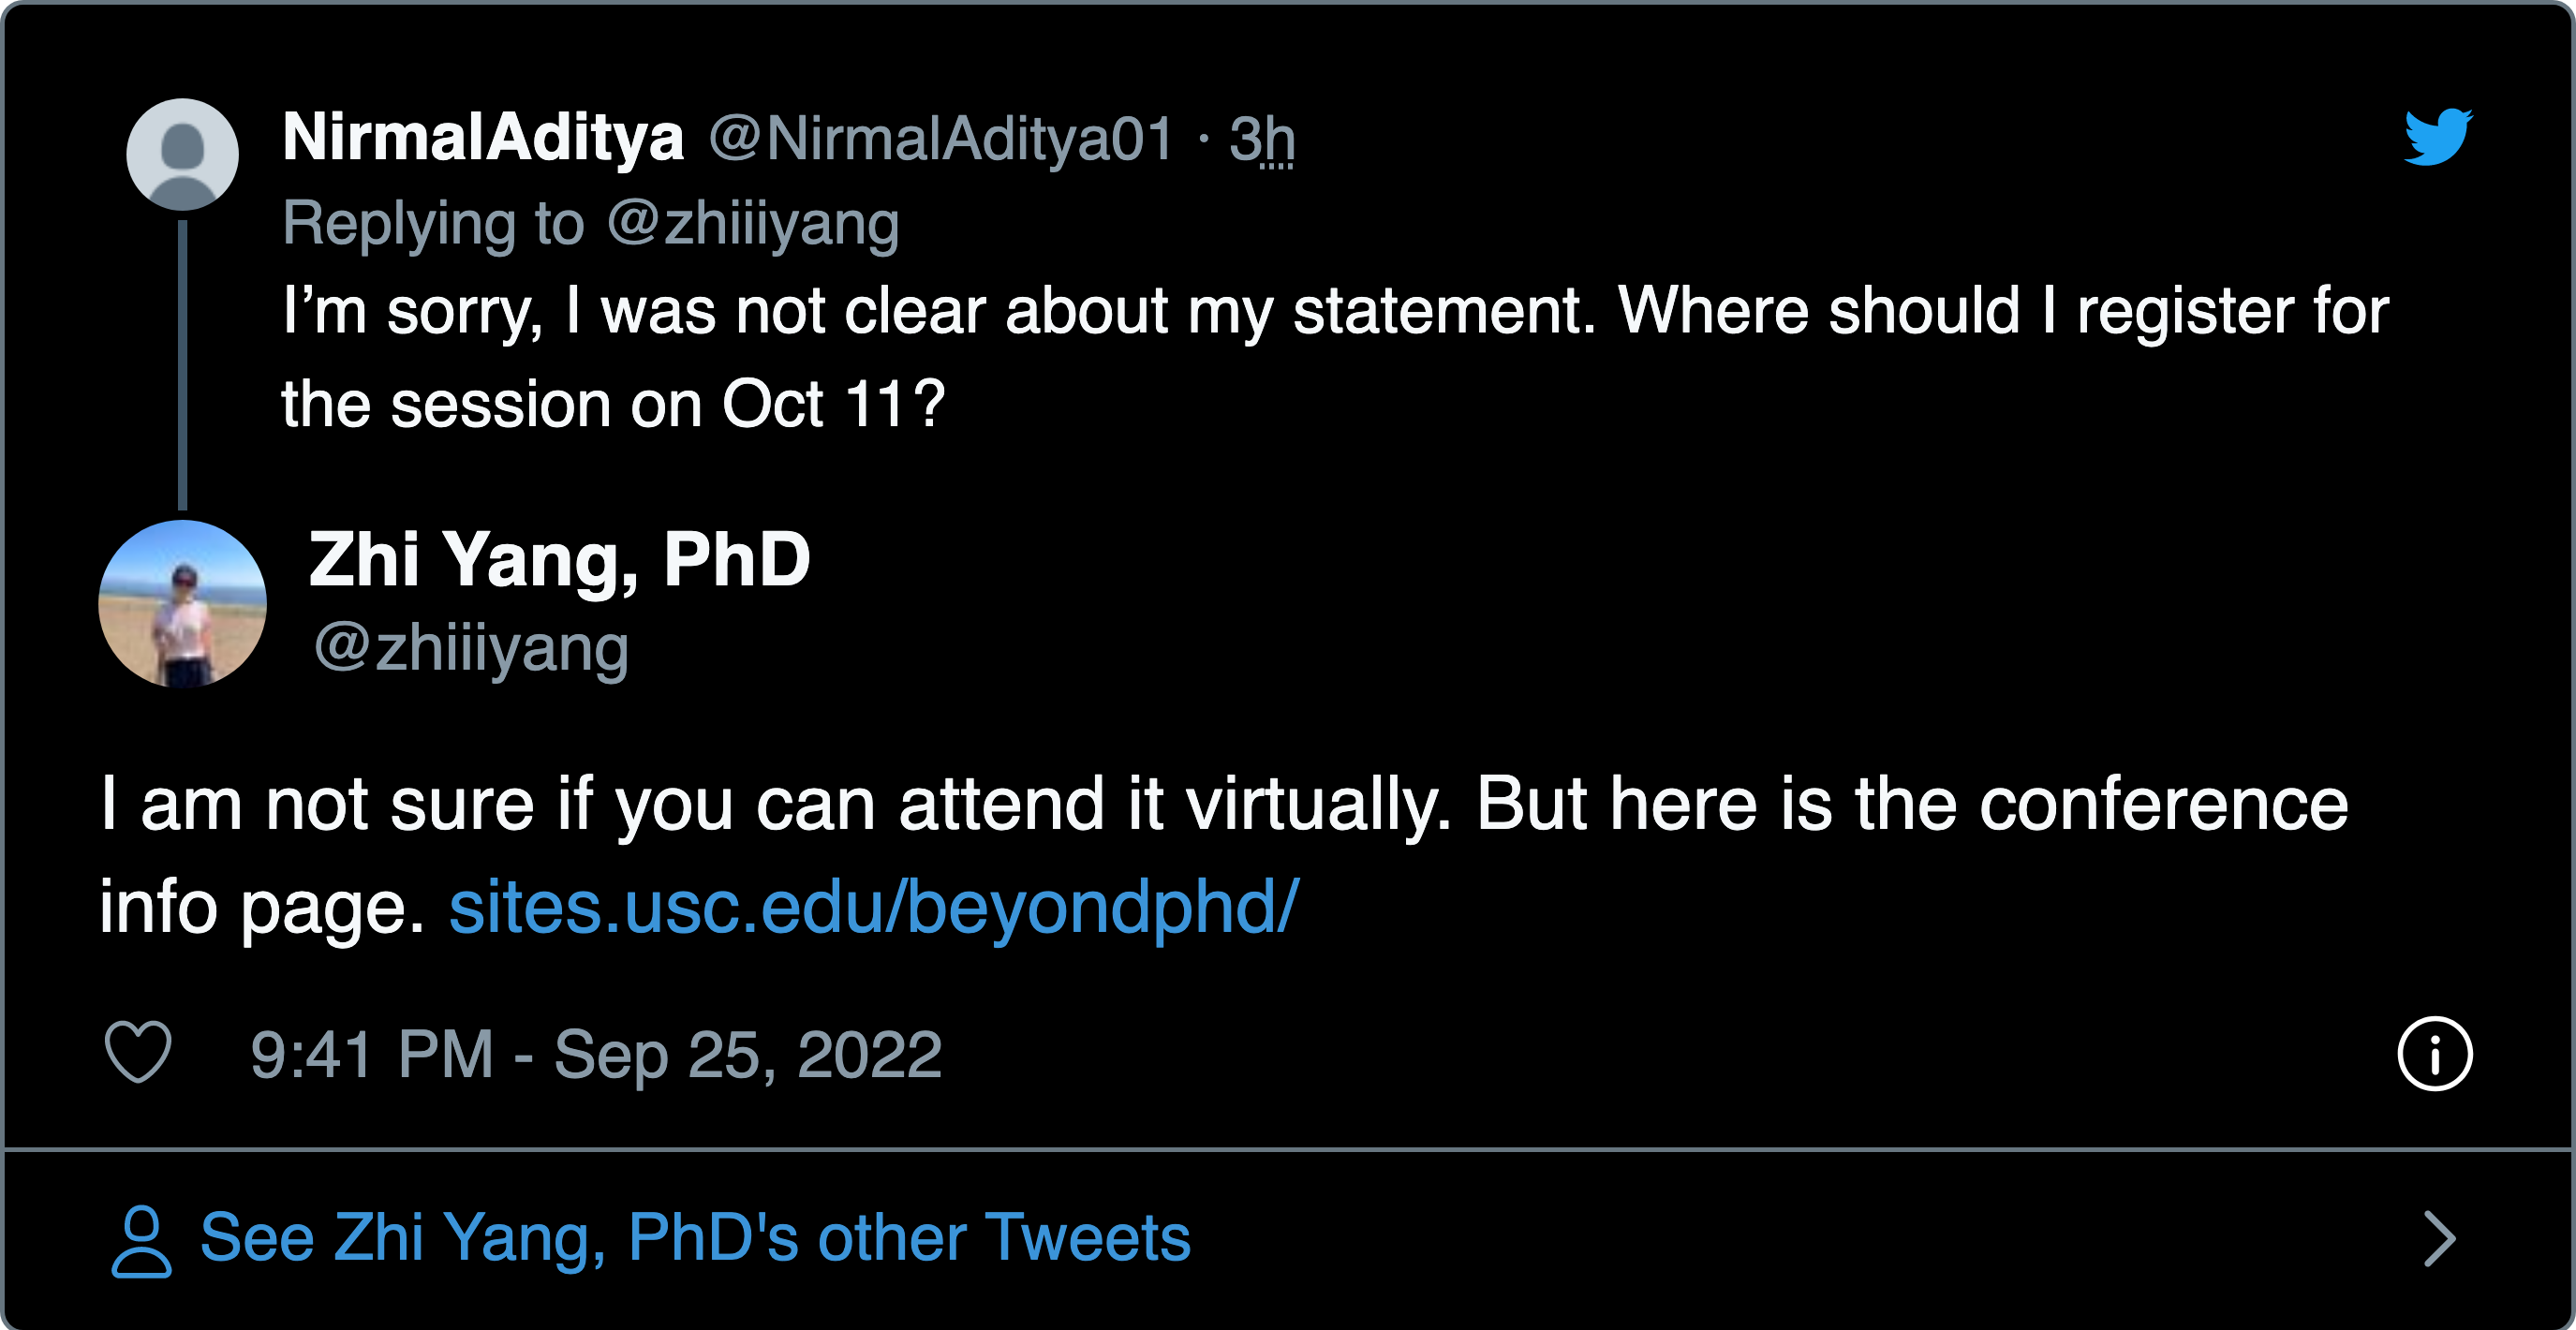 NirmalAditya @NirmalAditya01 · 3h
Replying to @zhiiiyang
I’m sorry, I was not clear about my statement. Where should I register for
the session on Oct 11?
Zhi Yang, PhD
@zhiiiyang
I am not sure if you can attend it virtually. But here is the conference
info page. sites.usc.edu/beyondphd/
9:41 PM - Sep 25, 2022
See Zhi Yang, PhD's other Tweets